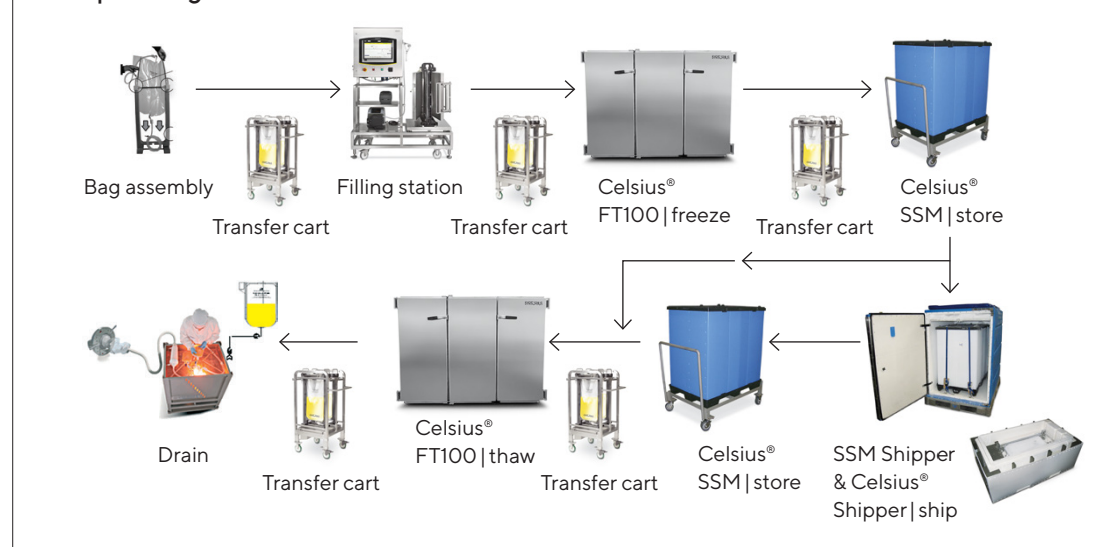 Bag assembly
Transfer cart
Filling station
Transfer cart
Celsius®
FT100 | freeze
Transfer cart
Celsius®
SSM | store
Drain
Transfer cart
Celsius®
FT100 | thaw
Transfer cart
Celsius®
SSM | store
SSM Shipper
& Celsius®
Shipper | ship